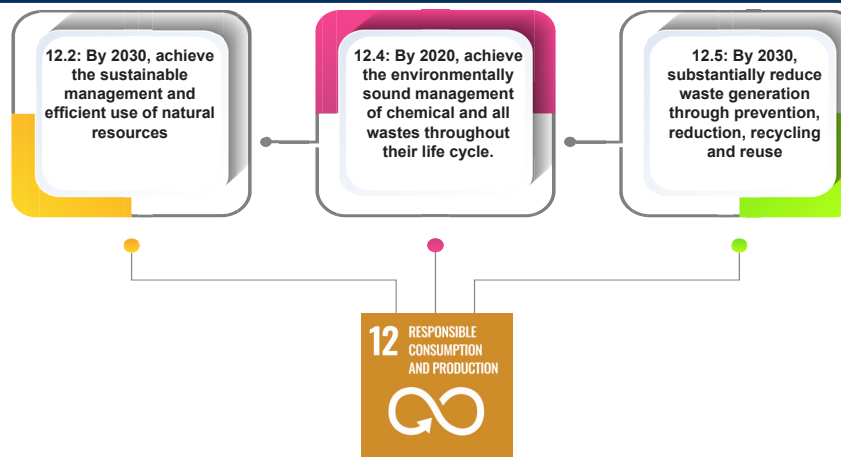 12.2: By 2030, achieve
the sustainable
management and
efficient use of natural
resources
12.4: By 2020, achieve
the environmentally
sound management
of chemical and all
wastes throughout
their life cycle.
12.5: By 2030,
substantially reduce
waste generation
through prevention,
reduction, recycling
and reuse
12 RESPONSIBLE
CONSUMPTION
AND PRODUCTION